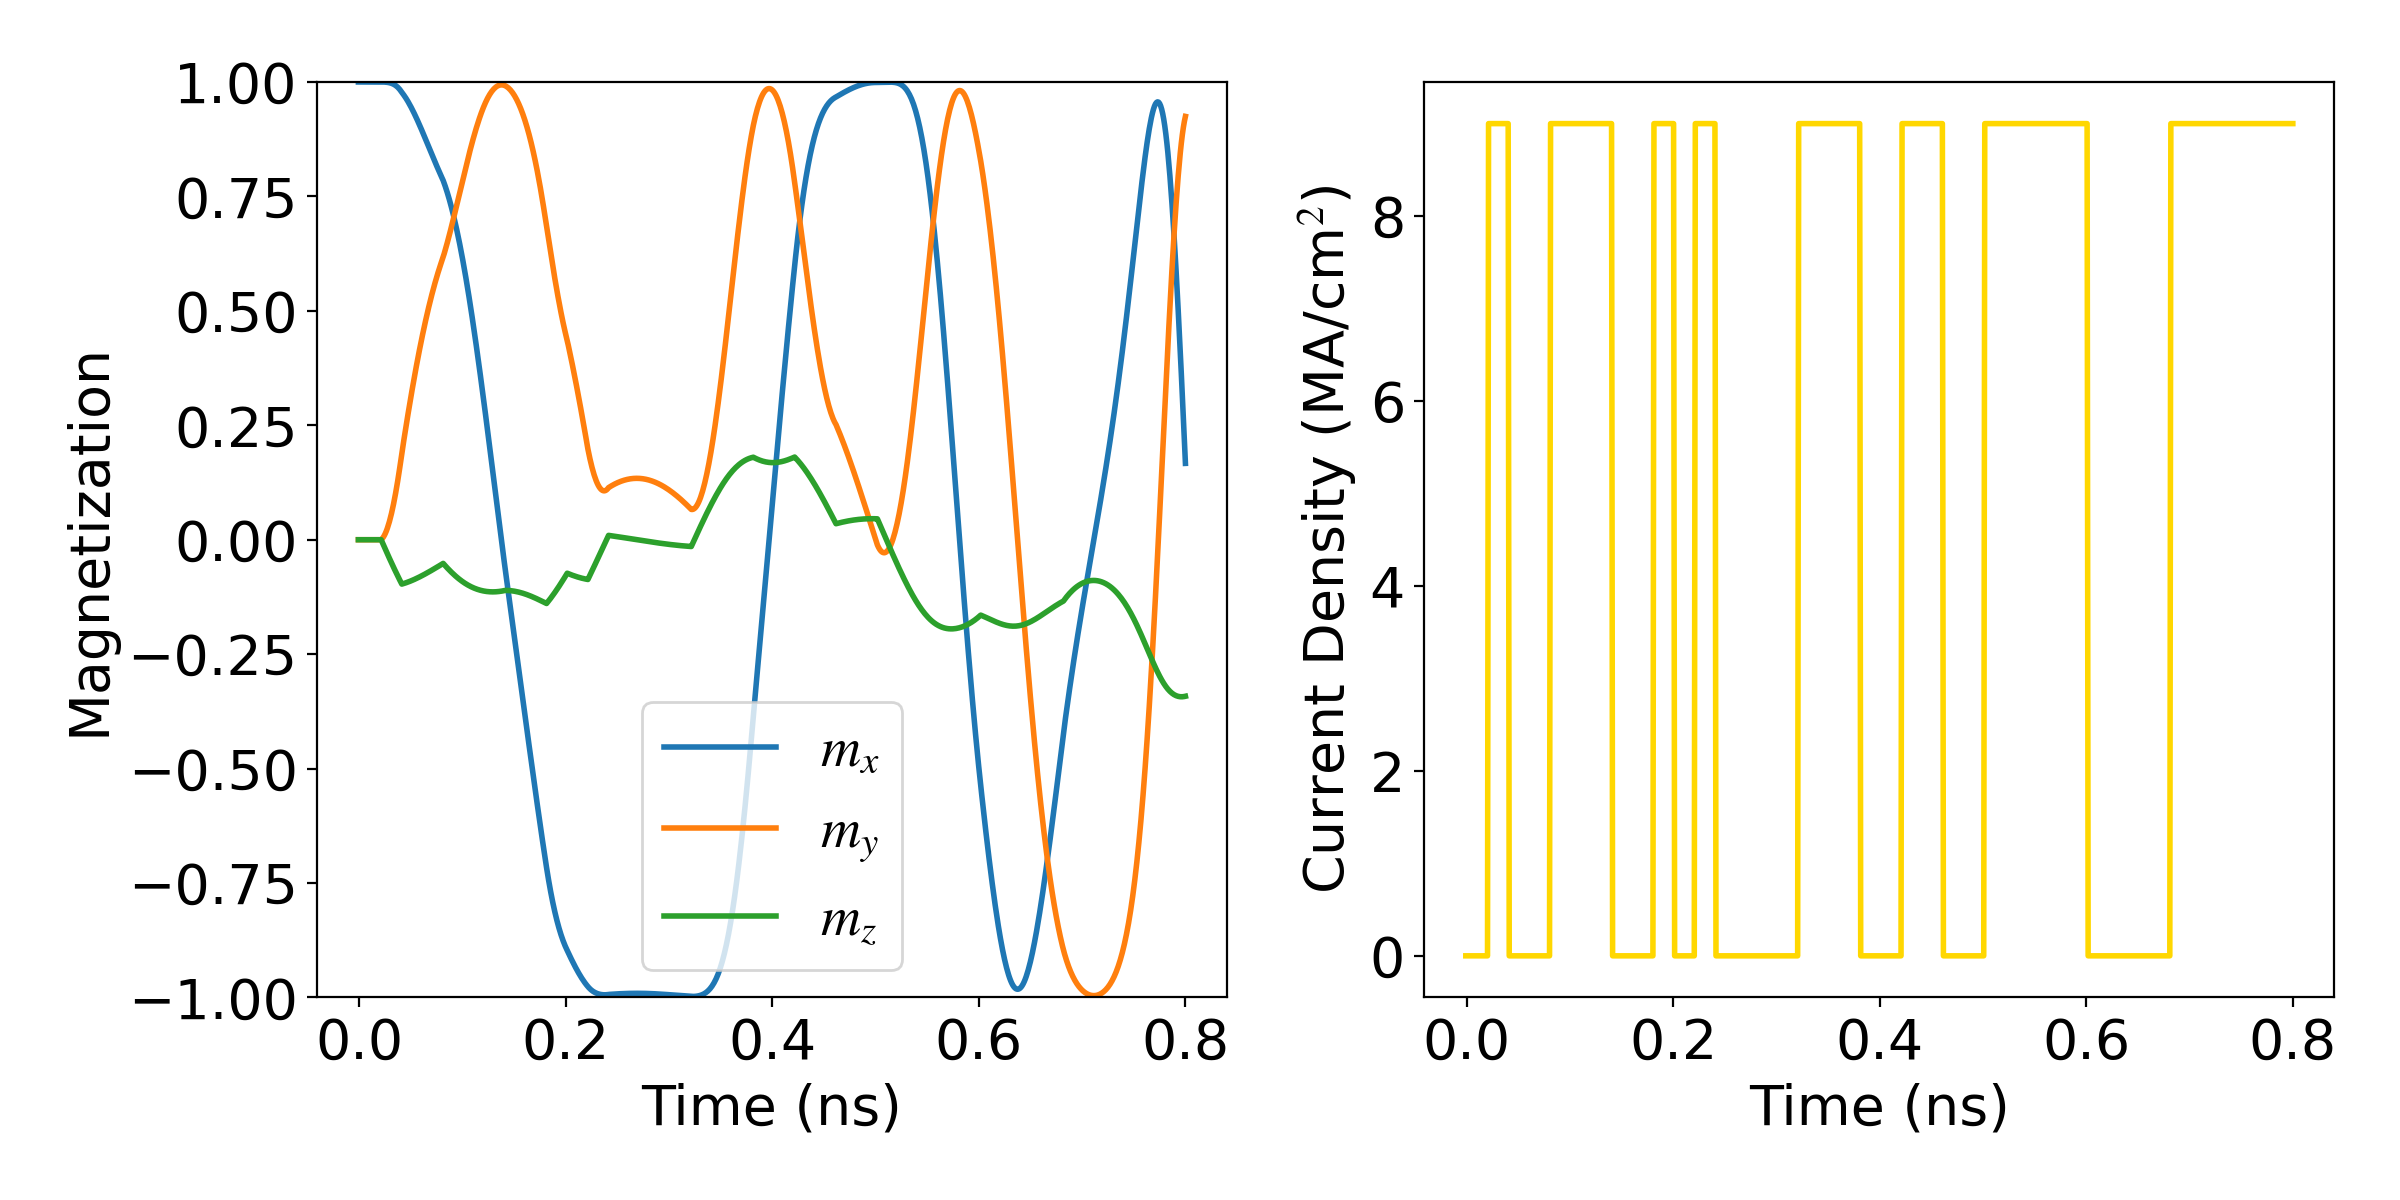 1.00
0.75
0.50
0.25
0.00
−0.25
−0.50
−0.75
−1.00
Magnetization
0.0 0.2 0.4 0.6 0.8
Time (ns)
m_x
m_y
m_z
8
6
4
2
0
Current Density (MA/cm²)
0.0 0.2 0.4 0.6 0.8
Time (ns)